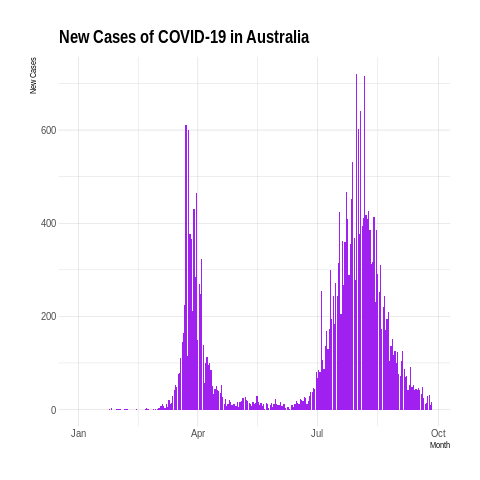 New Cases of COVID-19 in Australia
New Cases
600
400
200
0
Jan Apr Jul Oct
Month